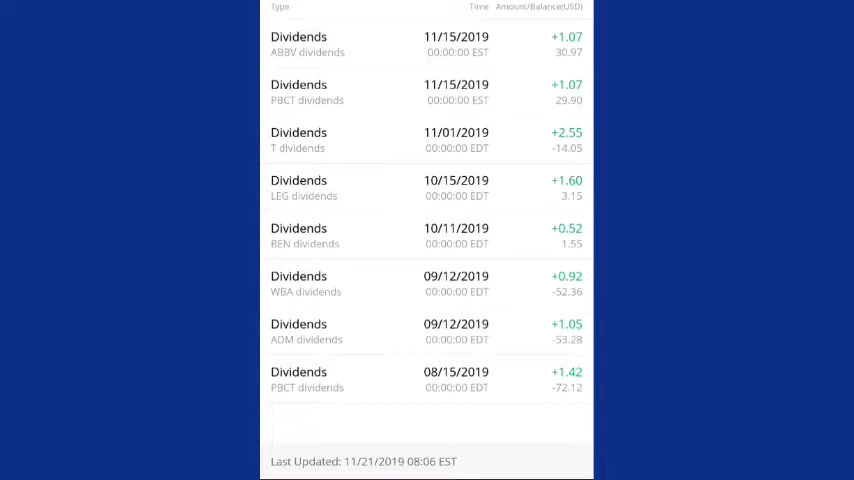 Type Time Amount/Balance(USD)
Dividends 11/15/2019 +1.07
ABBV dividends 00:00:00 EST 30.97
Dividends 11/15/2019 +1.07
PBCT dividends 00:00:00 EST 29.90
Dividends 11/01/2019 +2.55
T dividends 00:00:00 EDT -14.05
Dividends 10/15/2019 +1.60
LEG dividends 00:00:00 EDT 3.15
Dividends 10/11/2019 +0.52
BEN dividends 00:00:00 EDT 1.55
Dividends 09/12/2019 +0.92
WBA dividends 00:00:00 EDT -52.36
Dividends 09/12/2019 +1.05
ADM dividends 00:00:00 EDT -53.28
Dividends 08/15/2019 +1.42
PBCT dividends 00:00:00 EDT -72.12
Last Updated: 11/21/2019 08:06 EST